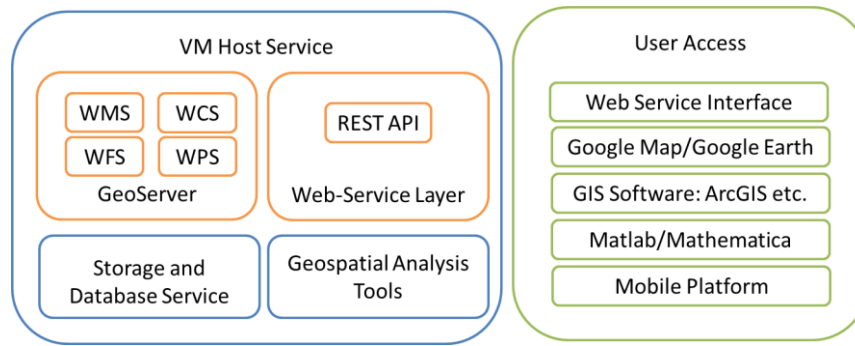 VM Host Service
WMS
WCS
WFS
WPS
GeoServer
REST API
Web-Service Layer
Storage and
Database Service
Geospatial Analysis
Tools
User Access
Web Service Interface
Google Map/Google Earth
GIS Software: ArcGIS etc.
Matlab/Mathematica
Mobile Platform